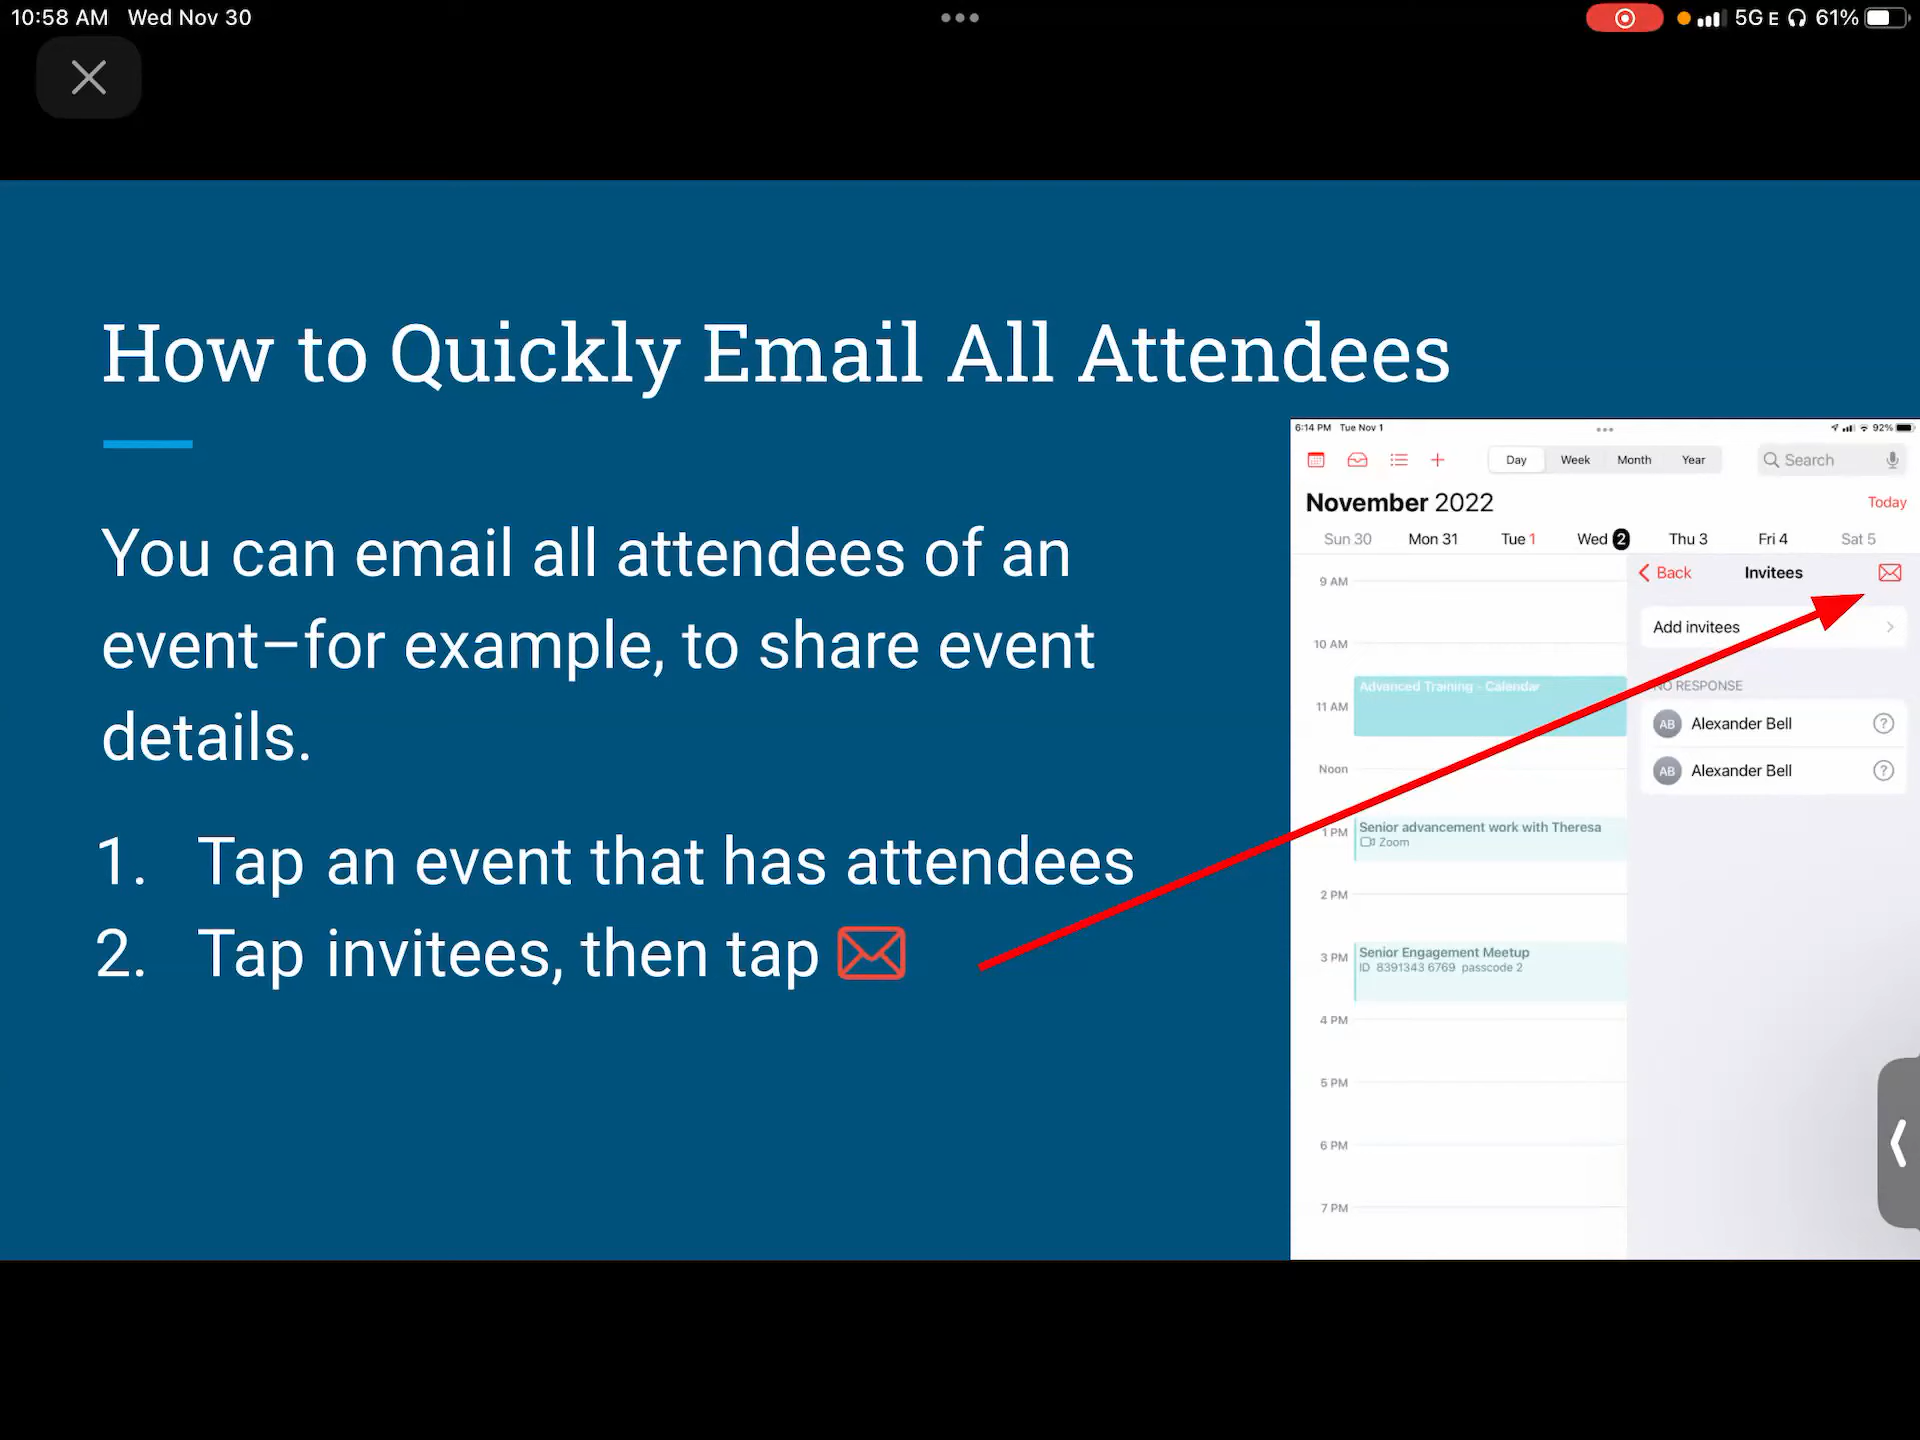 10:58 AM Wed Nov 30
5G E 61%
How to Quickly Email All Attendees
You can email all attendees of an
event–for example, to share event
details.
1. Tap an event that has attendees
2. Tap invitees, then tap
6:14 PM Tue Nov 1
92%
Day Week Month Year
Search
November 2022
Today
Sun 30 Mon 31 Tue 1 Wed 2 Thu 3 Fri 4 Sat 5
9 AM
10 AM
Advanced Training - Calendar
11 AM
Noon
1 PM
Senior advancement work with Theresa
Zoom
2 PM
3 PM
Senior Engagement Meetup
ID 8391343 6769 passcode 2
4 PM
5 PM
6 PM
7 PM
Back Invitees
Add invitees
NO RESPONSE
AB Alexander Bell ?
AB Alexander Bell ?